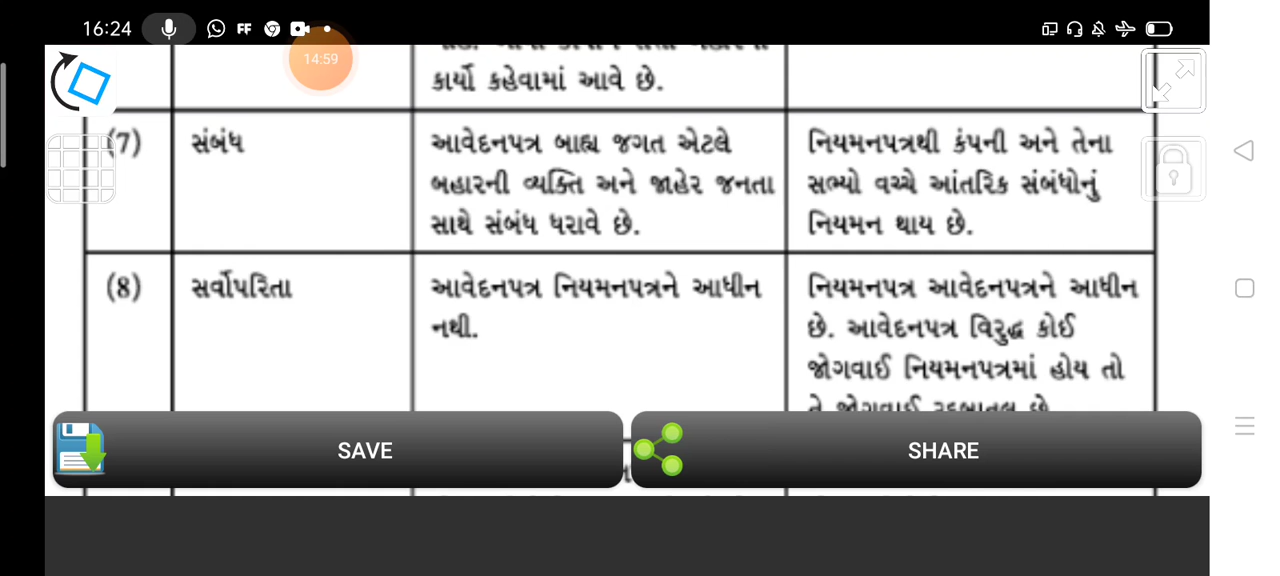 16:24
FF
14:59
કાર્યો કહેવામાં આવે છે.
(7) સંબંધ આવેદનપત્ર બાહ્ય જગત એટલે નિયમનપત્રથી કંપની અને તેના
બહારની વ્યક્તિ અને જાહેર જનતા સભ્યો વચ્ચે આંતરિક સંબંધોનું
સાથે સંબંધ ધરાવે છે. નિયમન થાય છે.
(8) સર્વોપરિતા આવેદનપત્ર નિયમનપત્રને આધીન નિયમનપત્ર આવેદનપત્રને આધીન
નથી. છે. આવેદનપત્ર વિરુદ્ધ કોઈ
જોગવાઈ નિયમનપત્રમાં હોય તો
SAVE SHARE